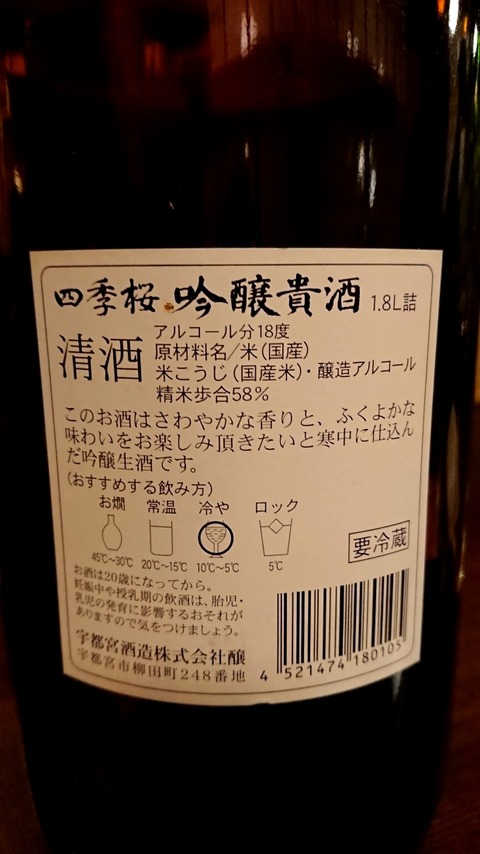 四季桜 吟醸貴酒 1.8L詰
清酒
アルコール分18度
原材料名/米(国産)
米こうじ(国産米)・醸造アルコール
精米歩合58%
このお酒はさわやかな香りと、ふくよかな
味わいをお楽しみ頂きたいと寒中に仕込ん
だ吟醸生酒です。
(おすすめする飲み方)
お燗 常温 冷や ロック
45℃~30℃ 20℃~15℃ 10℃~5℃ 5℃
要冷蔵
お酒は20歳になってから。
妊娠中や授乳期の飲酒は、胎児・
乳児の発育に影響するおそれが
ありますので気をつけましょう。
宇都宮酒造株式会社醸
宇都宮市柳田町248番地
4 521474 180105